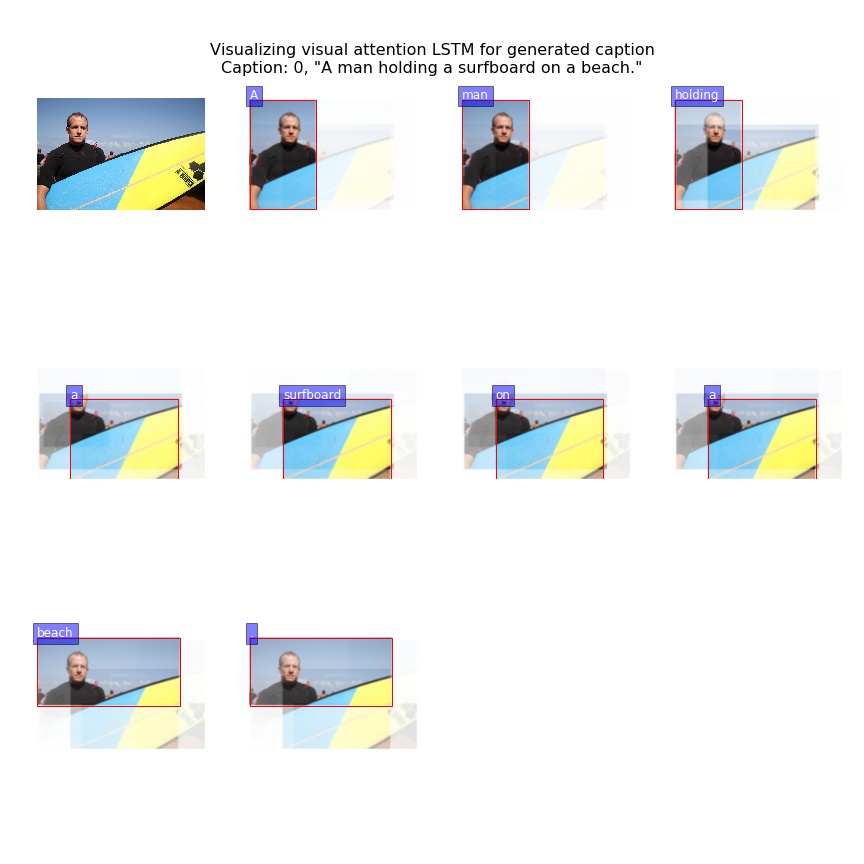 Visualizing visual attention LSTM for generated caption
Caption: 0, "A man holding a surfboard on a beach."
A
man
holding
a
surfboard
on
a
beach
.